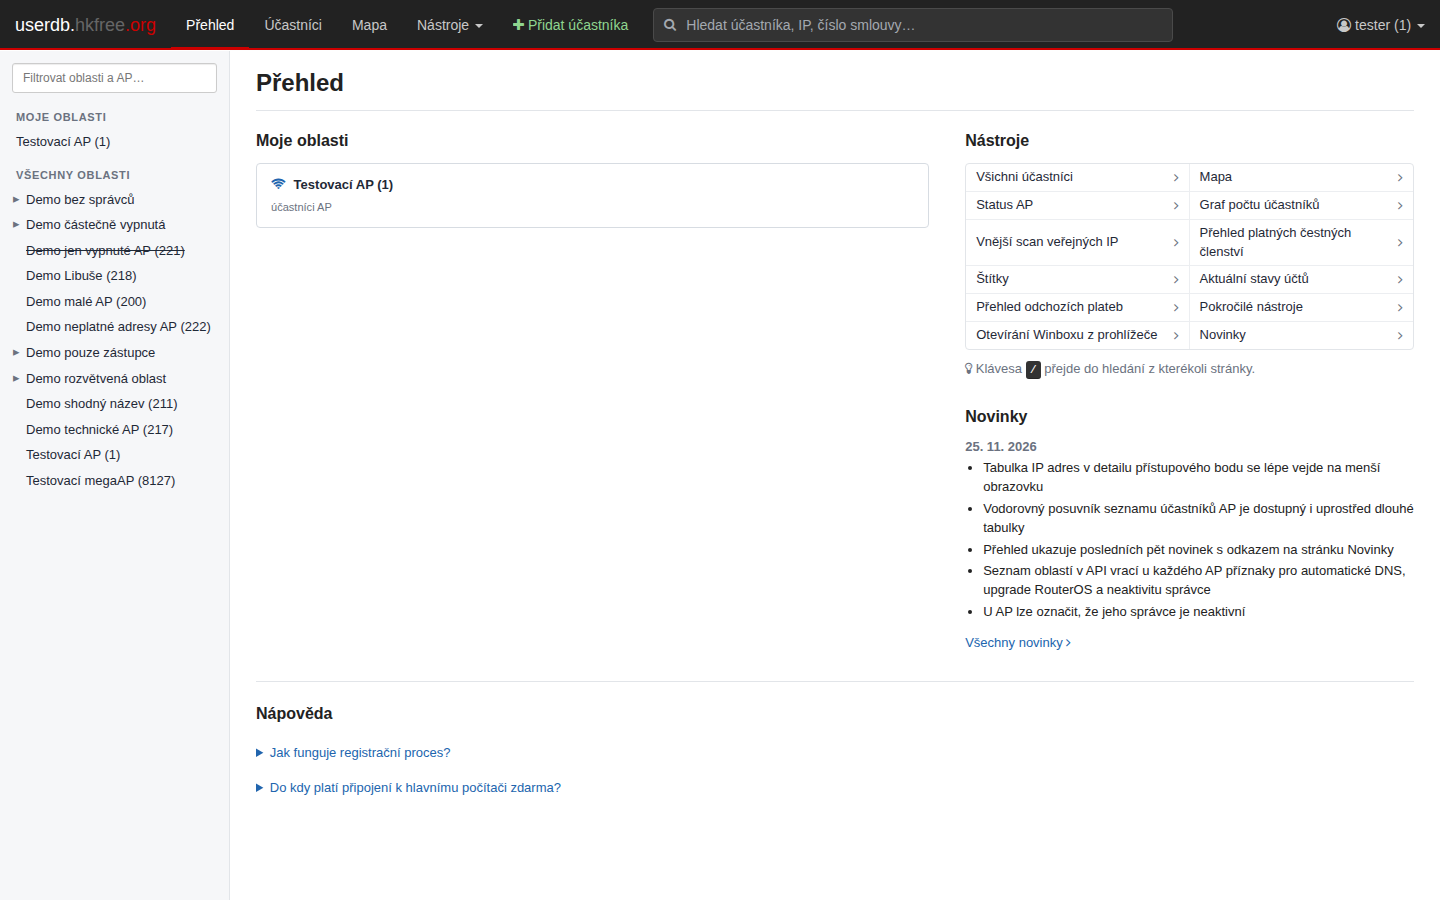 userdb.hkfree.org Přehled Účastníci Mapa Nástroje Přidat účastníka Hledat účastníka, IP, číslo smlouvy… tester (1)
Filtrovat oblasti a AP…
MOJE OBLASTI
Testovací AP (1)
VŠECHNY OBLASTI
Demo bez správců
Demo částečně vypnutá
Demo jen vypnuté AP (221)
Demo Libuše (218)
Demo malé AP (200)
Demo neplatné adresy AP (222)
Demo pouze zástupce
Demo rozvětvená oblast
Demo shodný název (211)
Demo technické AP (217)
Testovací AP (1)
Testovací megaAP (8127)
Přehled
Moje oblasti
Testovací AP (1)
účastníci AP
Nástroje
Všichni účastníci Mapa
Status AP Graf počtu účastníků
Vnější scan veřejných IP Přehled platných čestných
členství
Štítky Aktuální stavy účtů
Přehled odchozích plateb Pokročilé nástroje
Otevírání Winboxu z prohlížeče Novinky
Klávesa / přejde do hledání z kterékoli stránky.
Novinky
25. 11. 2026
Tabulka IP adres v detailu přístupového bodu se lépe vejde na menší
obrazovku
Vodorovný posuvník seznamu účastníků AP je dostupný i uprostřed dlouhé
tabulky
Přehled ukazuje posledních pět novinek s odkazem na stránku Novinky
Seznam oblastí v API vrací u každého AP příznaky pro automatické DNS,
upgrade RouterOS a neaktivitu správce
U AP lze označit, že jeho správce je neaktivní
Všechny novinky
Nápověda
Jak funguje registrační proces?
Do kdy platí připojení k hlavnímu počítači zdarma?